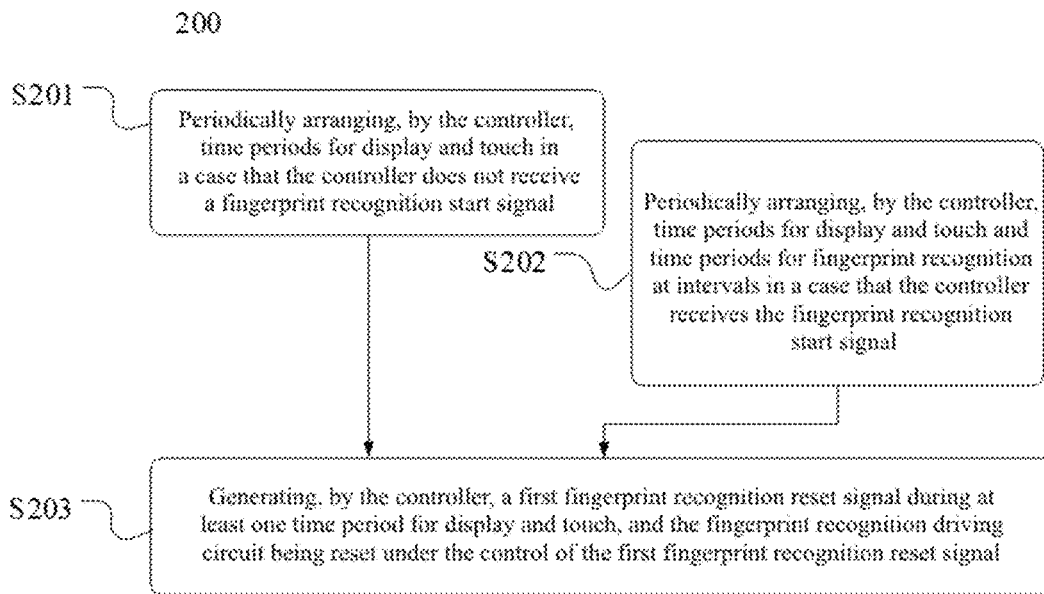 200
S201
Periodically arranging, by the controller,
time periods for display and touch in
a case that the controller does not receive
a fingerprint recognition start signal
S202
Periodically arranging, by the controller,
time periods for display and touch and
time periods for fingerprint recognition
at intervals in a case that the controller
receives the fingerprint recognition
start signal
S203
Generating, by the controller, a first fingerprint recognition reset signal during at
least one time period for display and touch, and the fingerprint recognition driving
circuit being reset under the control of the first fingerprint recognition reset signal